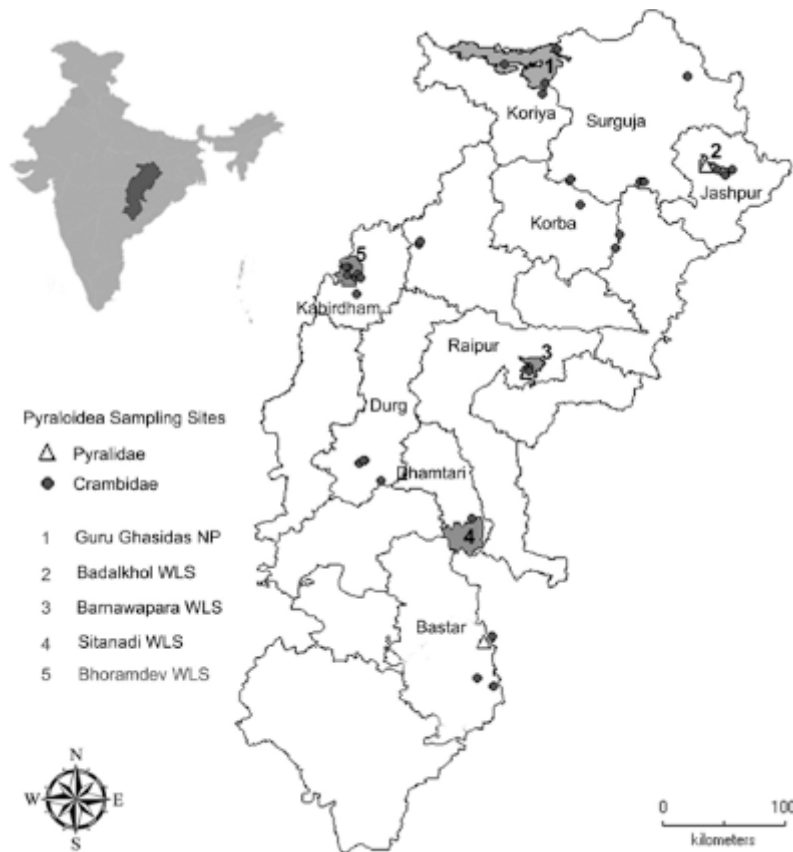 1
Koriya
Surguja
2
Jashpur
Korba
5
Kabirdham
Raipur
3
Durg
Pyraloidea Sampling Sites
Pyralidae
Crambidae
Dhamtari
1 Guru Ghasidas NP
4
2 Badalkhol WLS
3 Barnawapara WLS
4 Sitanadi WLS
5 Bhoramdev WLS
Bastar
N
W E
S
0 100
kilometers